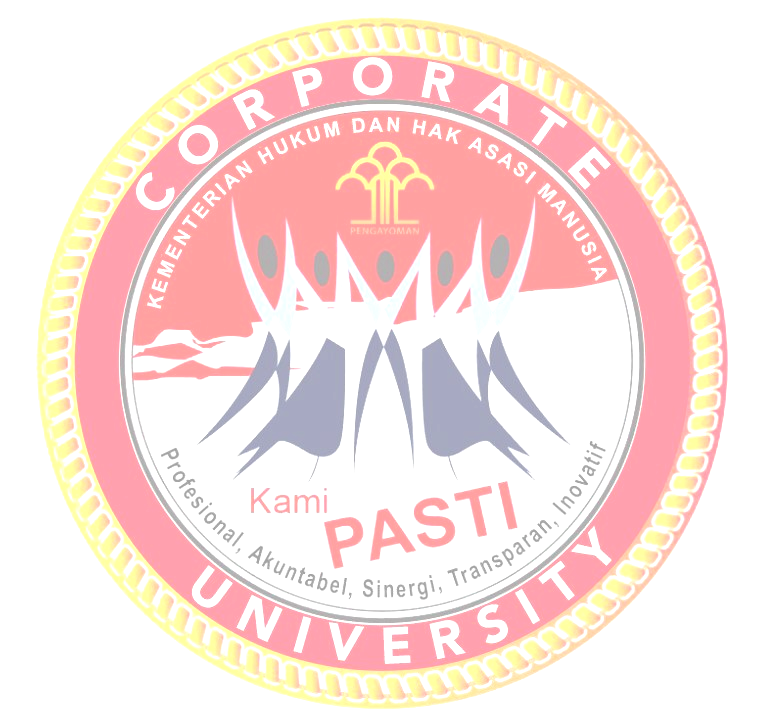 CORPORATE
KEMENTERIAN HUKUM DAN HAK ASASI MANUSIA
PENGAYOMAN
Kami
PASTI
Profesional, Akuntabel, Sinergi, Transparan, Inovatif
UNIVERSITY